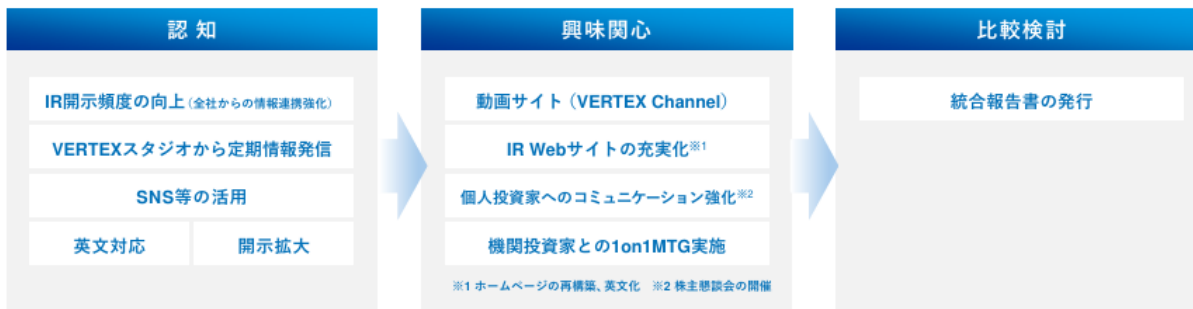 認知
IR開示頻度の向上(全社からの情報連携強化)
VERTEXスタジオから定期情報発信
SNS等の活用
英文対応
開示拡大
興味関心
動画サイト(VERTEX Channel)
IR Webサイトの充実化※1
個人投資家へのコミュニケーション強化※2
機関投資家との1on1MTG実施
※1 ホームページの再構築、英文化 ※2 株主懇談会の開催
比較検討
統合報告書の発行